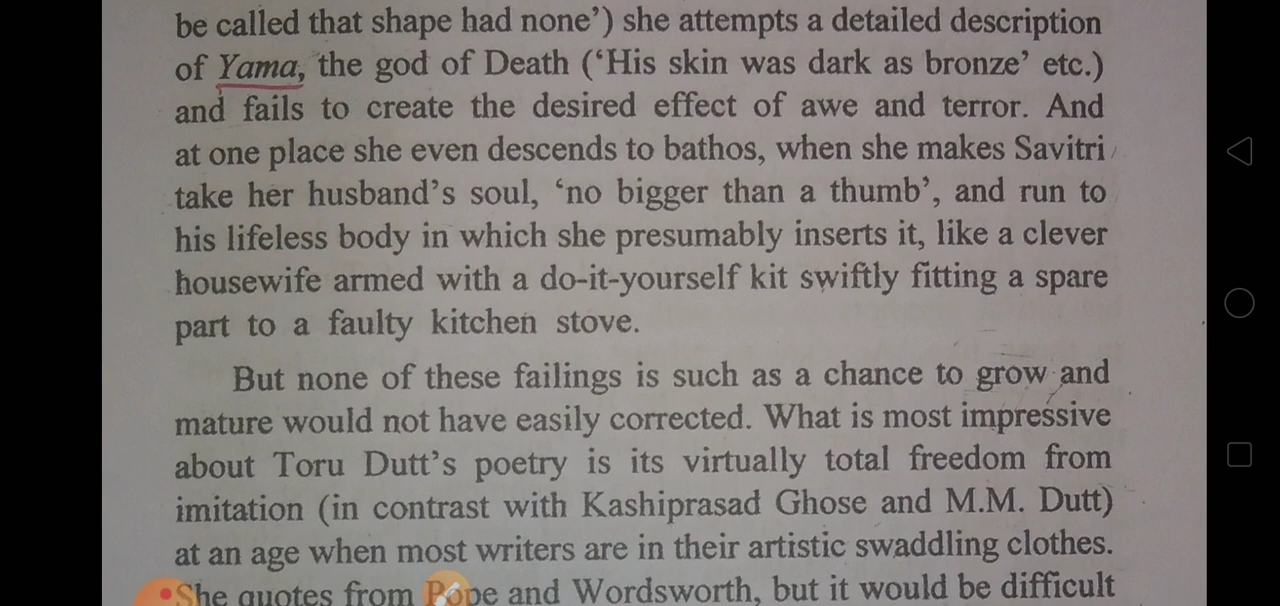 be called that shape had none’) she attempts a detailed description
of Yama, the god of Death (‘His skin was dark as bronze’ etc.)
and fails to create the desired effect of awe and terror. And
at one place she even descends to bathos, when she makes Savitri
take her husband’s soul, ‘no bigger than a thumb’, and run to
his lifeless body in which she presumably inserts it, like a clever
housewife armed with a do-it-yourself kit swiftly fitting a spare
part to a faulty kitchen stove.
But none of these failings is such as a chance to grow and
mature would not have easily corrected. What is most impressive
about Toru Dutt’s poetry is its virtually total freedom from
imitation (in contrast with Kashiprasad Ghose and M.M. Dutt)
at an age when most writers are in their artistic swaddling clothes.
She quotes from Pope and Wordsworth, but it would be difficult